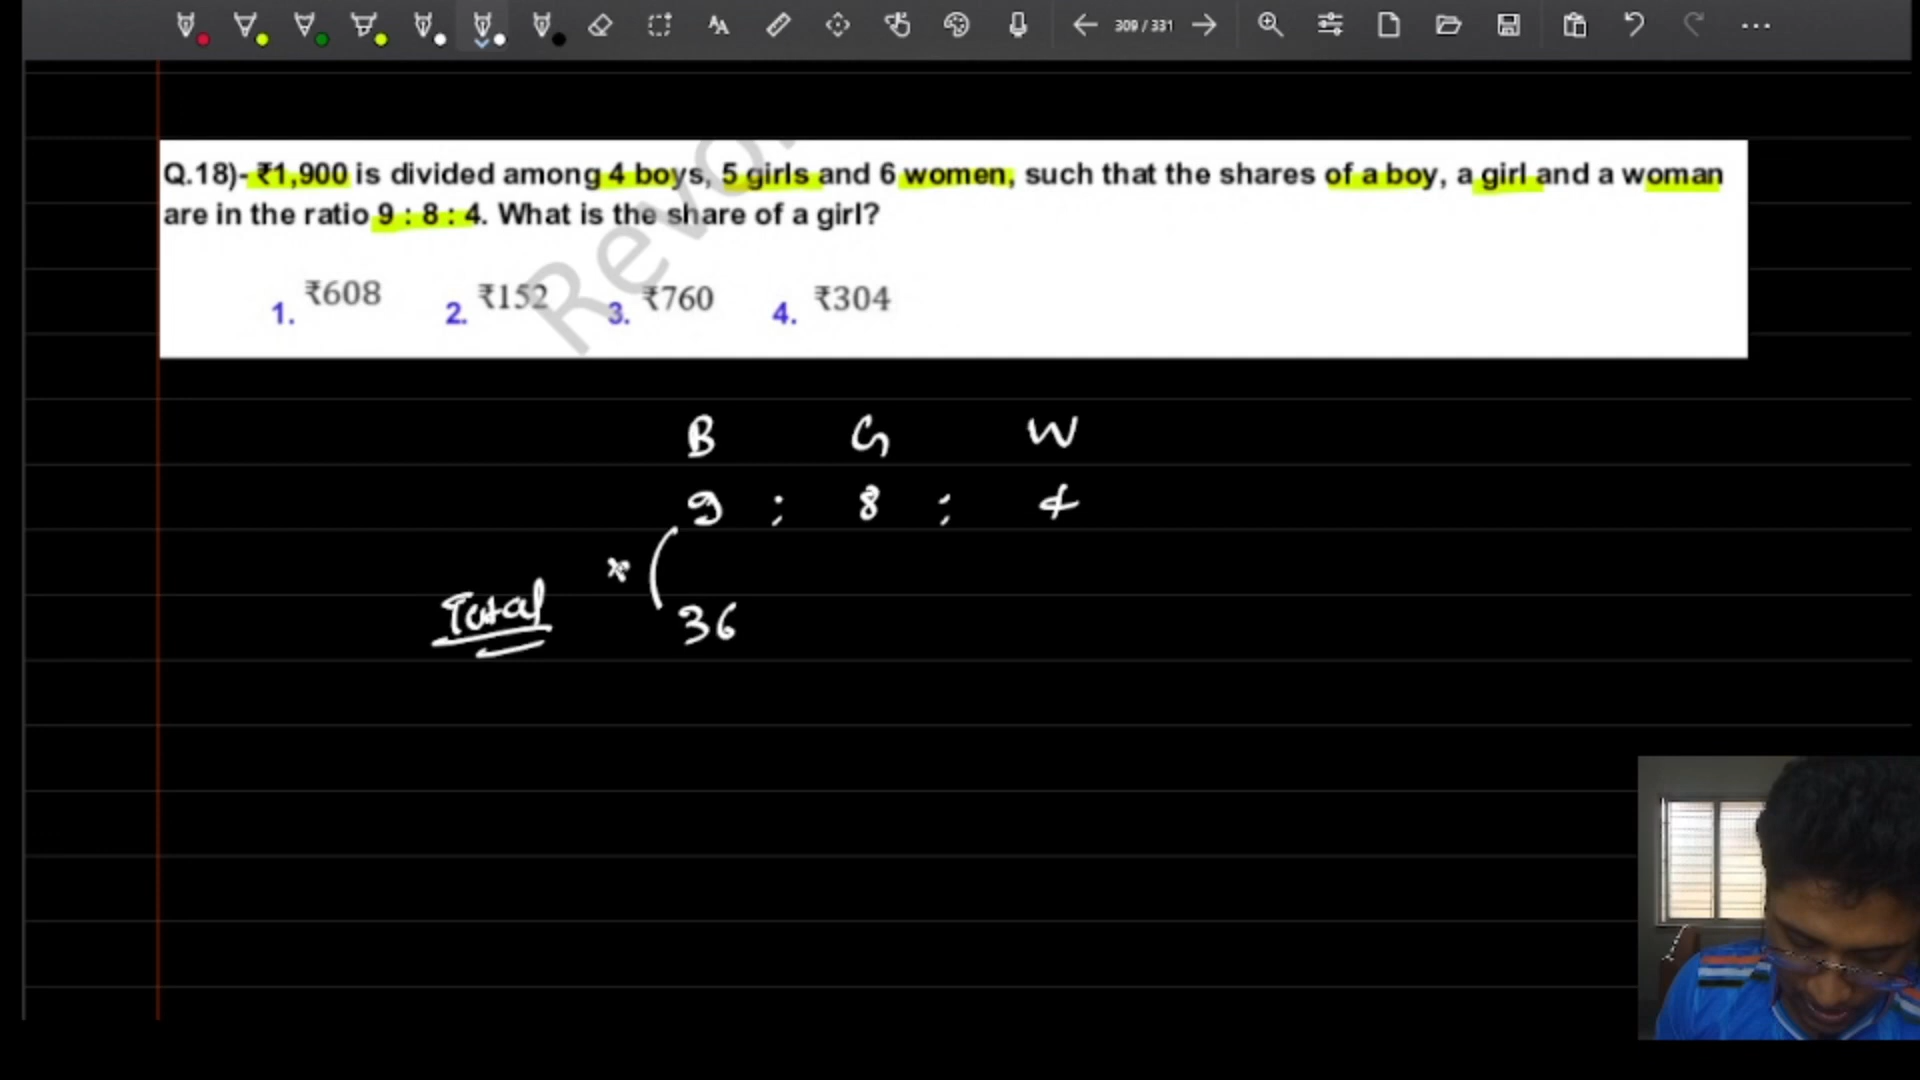 309 / 331
Q.18)- ₹1,900 is divided among 4 boys, 5 girls and 6 women, such that the shares of a boy, a girl and a woman
are in the ratio 9 : 8 : 4. What is the share of a girl?
Revo
1. ₹608 2. ₹152 3. ₹760 4. ₹304
B G W
9 : 8 : 4
Total
36